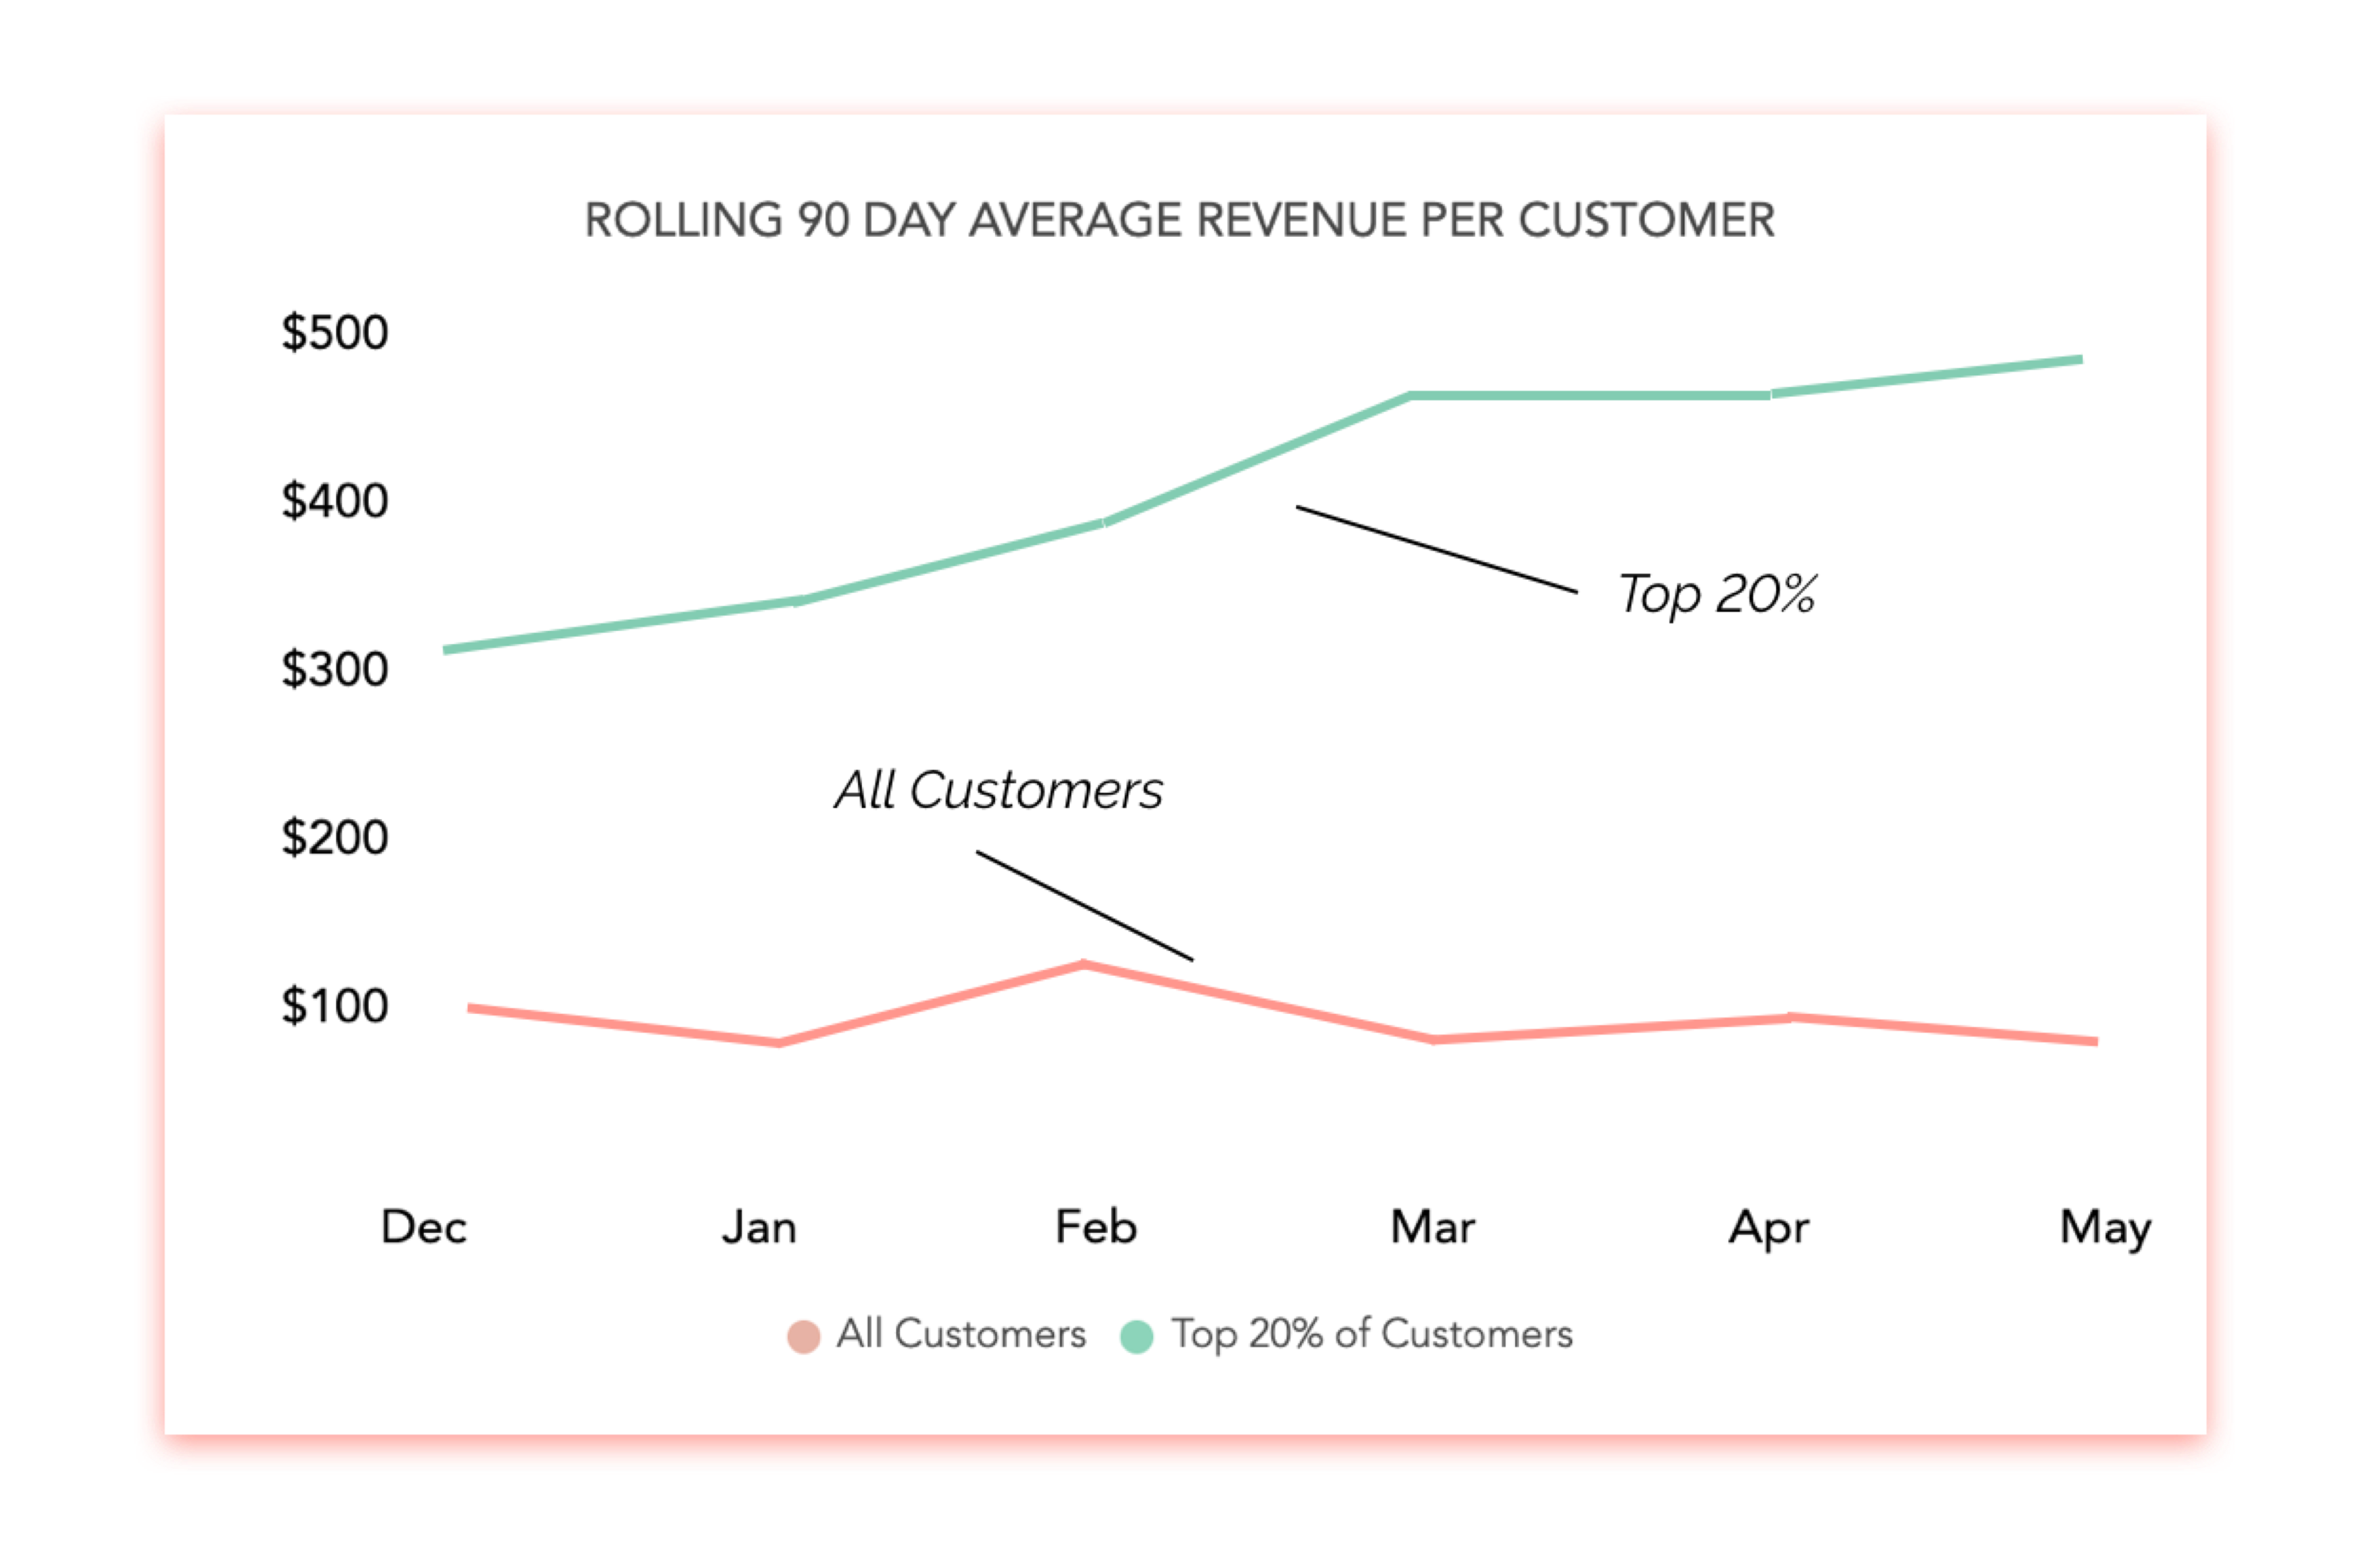 ROLLING 90 DAY AVERAGE REVENUE PER CUSTOMER
$500
$400
Top 20%
$300
All Customers
$200
$100
Dec Jan Feb Mar Apr May
All Customers Top 20% of Customers